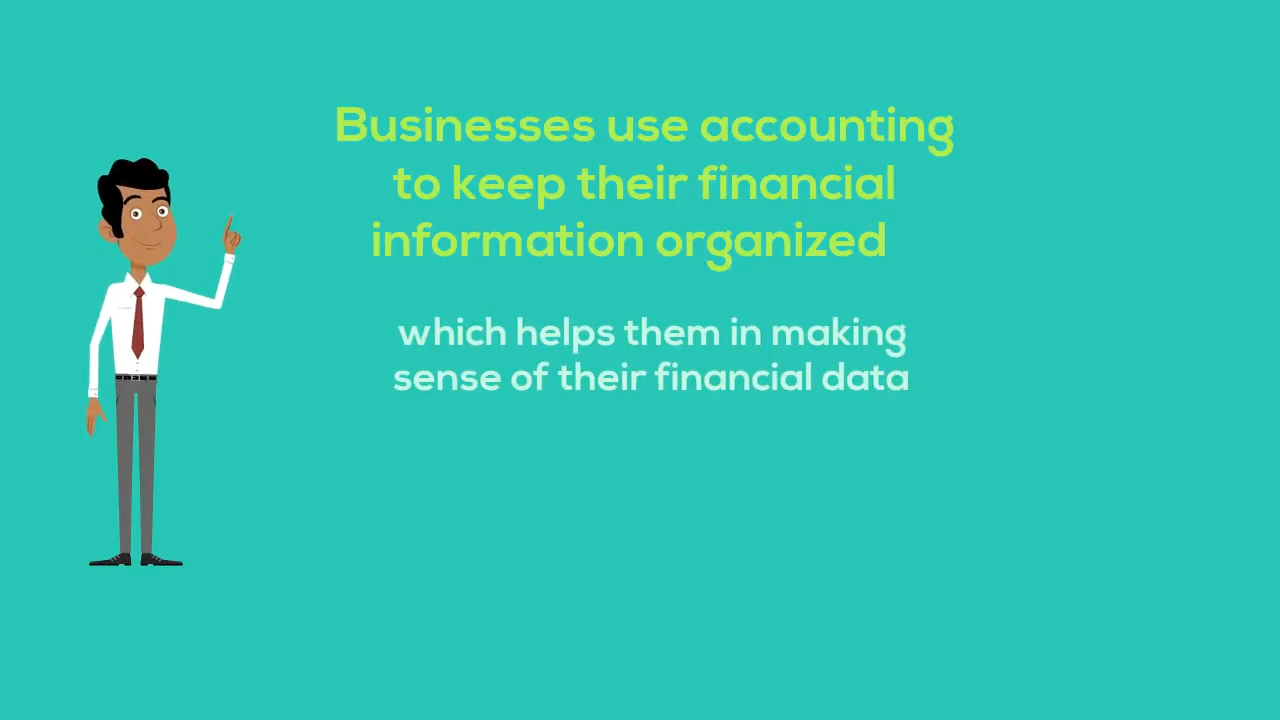 Businesses use accounting
to keep their financial
information organized
which helps them in making
sense of their financial data